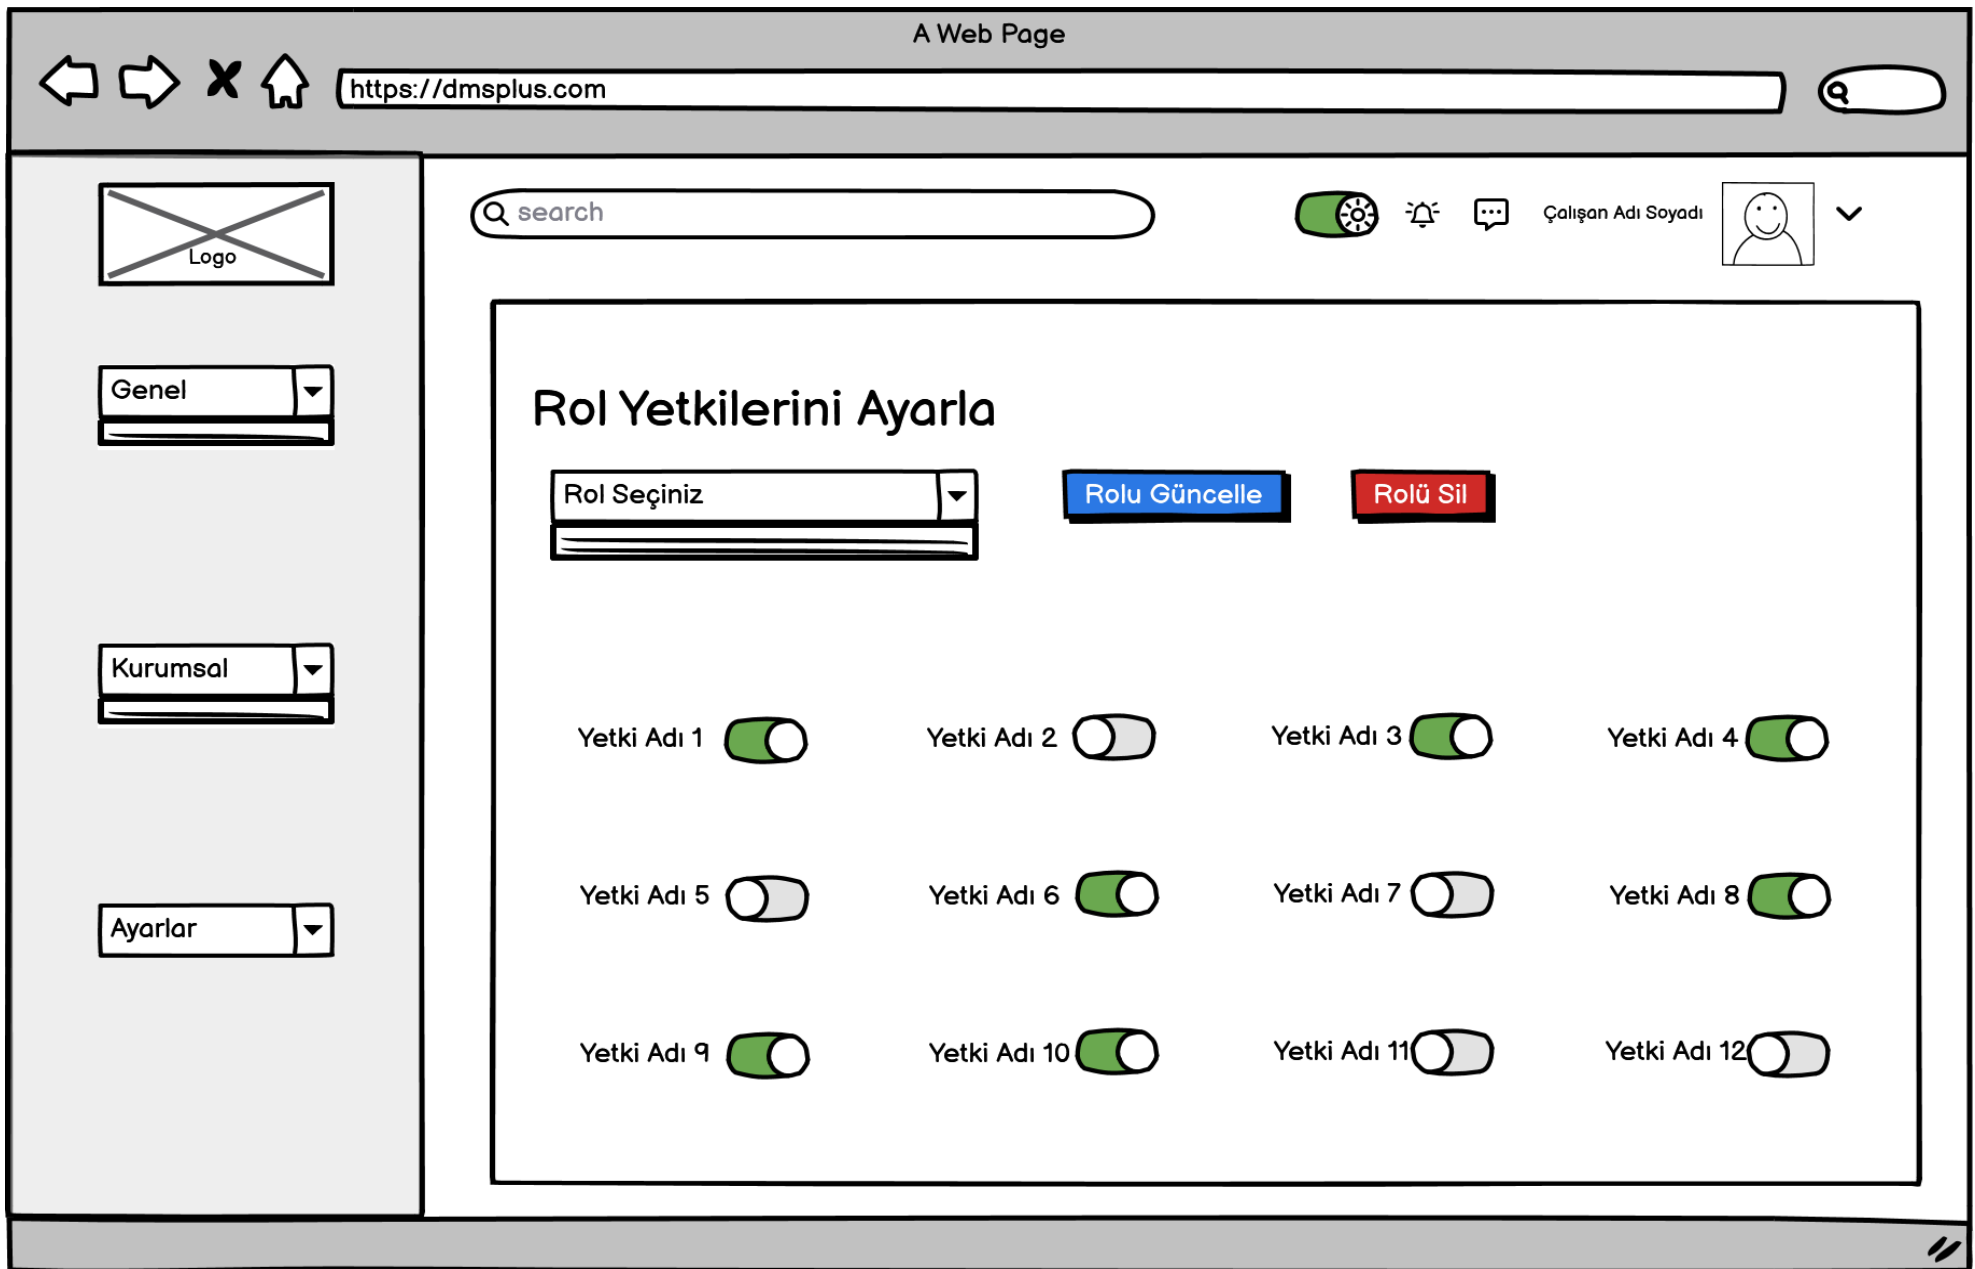 A Web Page
https://dmsplus.com
Logo
search
Çalışan Adı Soyadı
Genel
Kurumsal
Ayarlar
Rol Yetkilerini Ayarla
Rol Seçiniz
Rolu Güncelle
Rolü Sil
Yetki Adı 1
Yetki Adı 2
Yetki Adı 3
Yetki Adı 4
Yetki Adı 5
Yetki Adı 6
Yetki Adı 7
Yetki Adı 8
Yetki Adı 9
Yetki Adı 10
Yetki Adı 11
Yetki Adı 12